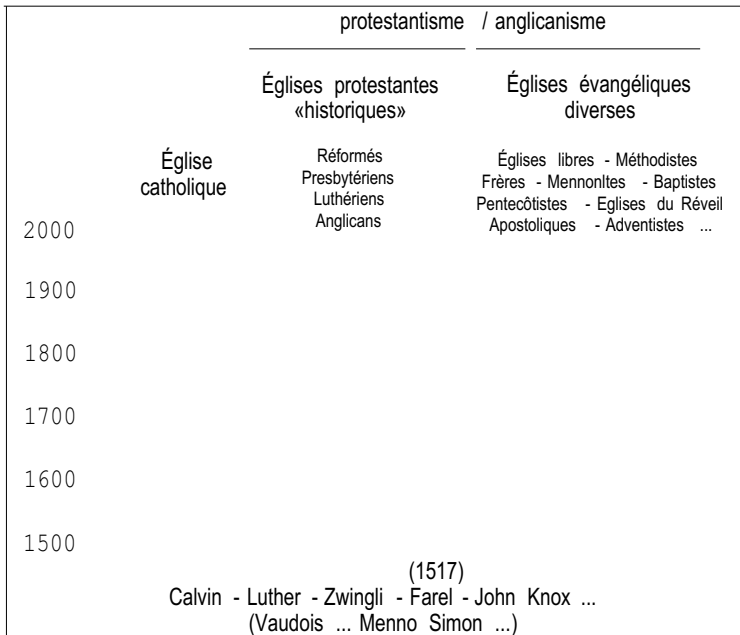 protestantisme / anglicanisme
Églises protestantes
«historiques»
Églises évangéliques
diverses
Église
catholique
Réformés
Presbytériens
Luthériens
Anglicans
Églises libres - Méthodistes
Frères - Mennonltes - Baptistes
Pentecôtistes - Eglises du Réveil
Apostoliques - Adventistes ...
2000
1900
1800
1700
1600
1500
(1517)
Calvin - Luther - Zwingli - Farel - John Knox ...
(Vaudois ... Menno Simon ...)